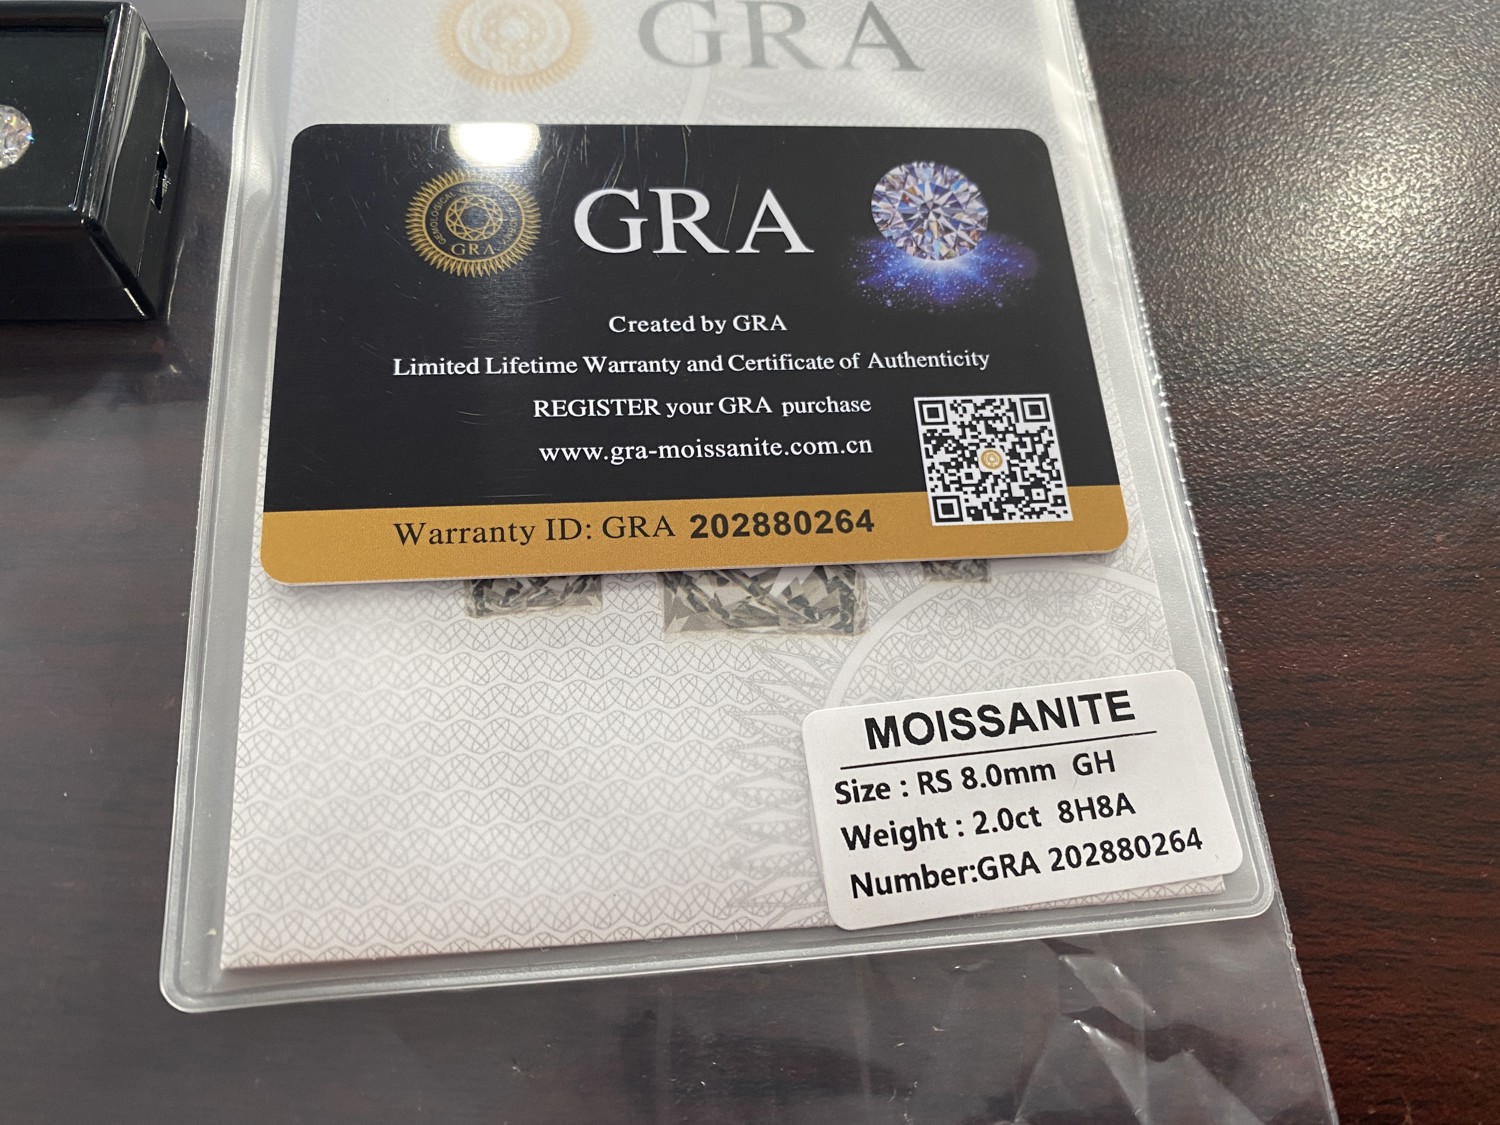 GRA
GRA
GRA
Created by GRA
Limited Lifetime Warranty and Certificate of Authenticity
REGISTER your GRA purchase
www.gra-moissanite.com.cn
Warranty ID: GRA 202880264
MOISSANITE
Size : RS 8.0mm GH
Weight : 2.0ct 8H8A
Number:GRA 202880264